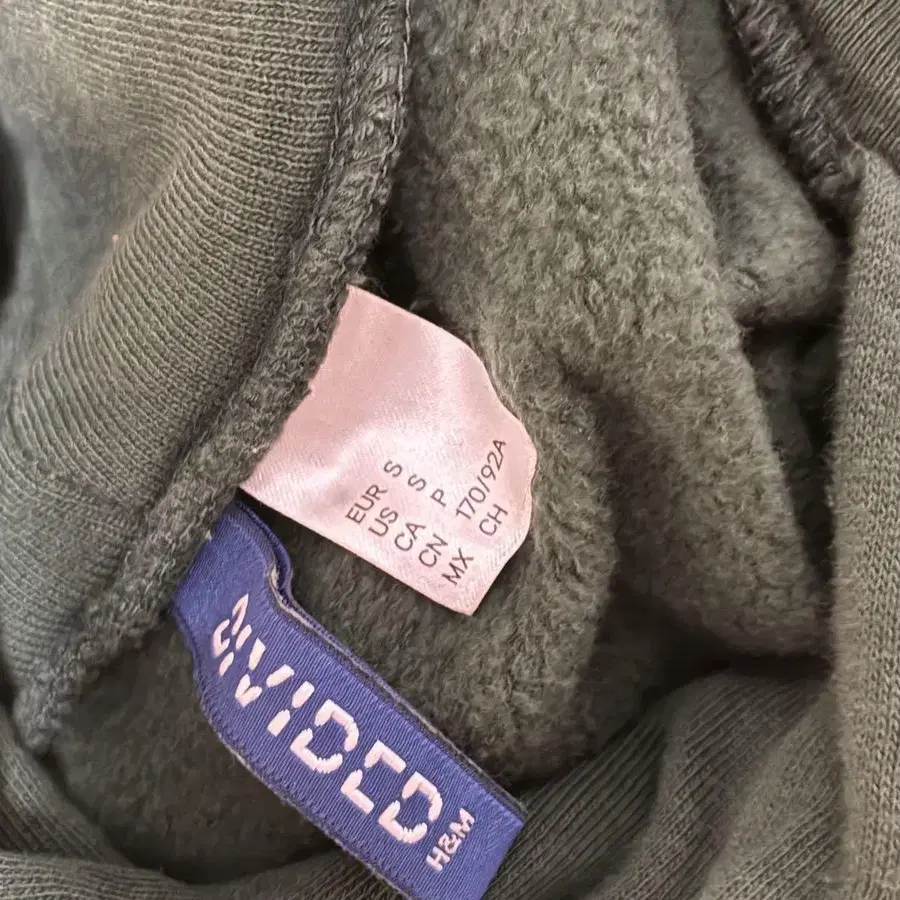 EUR S
US S
CA P
CN 170/92A
MX CH
DIVIDED
H&M